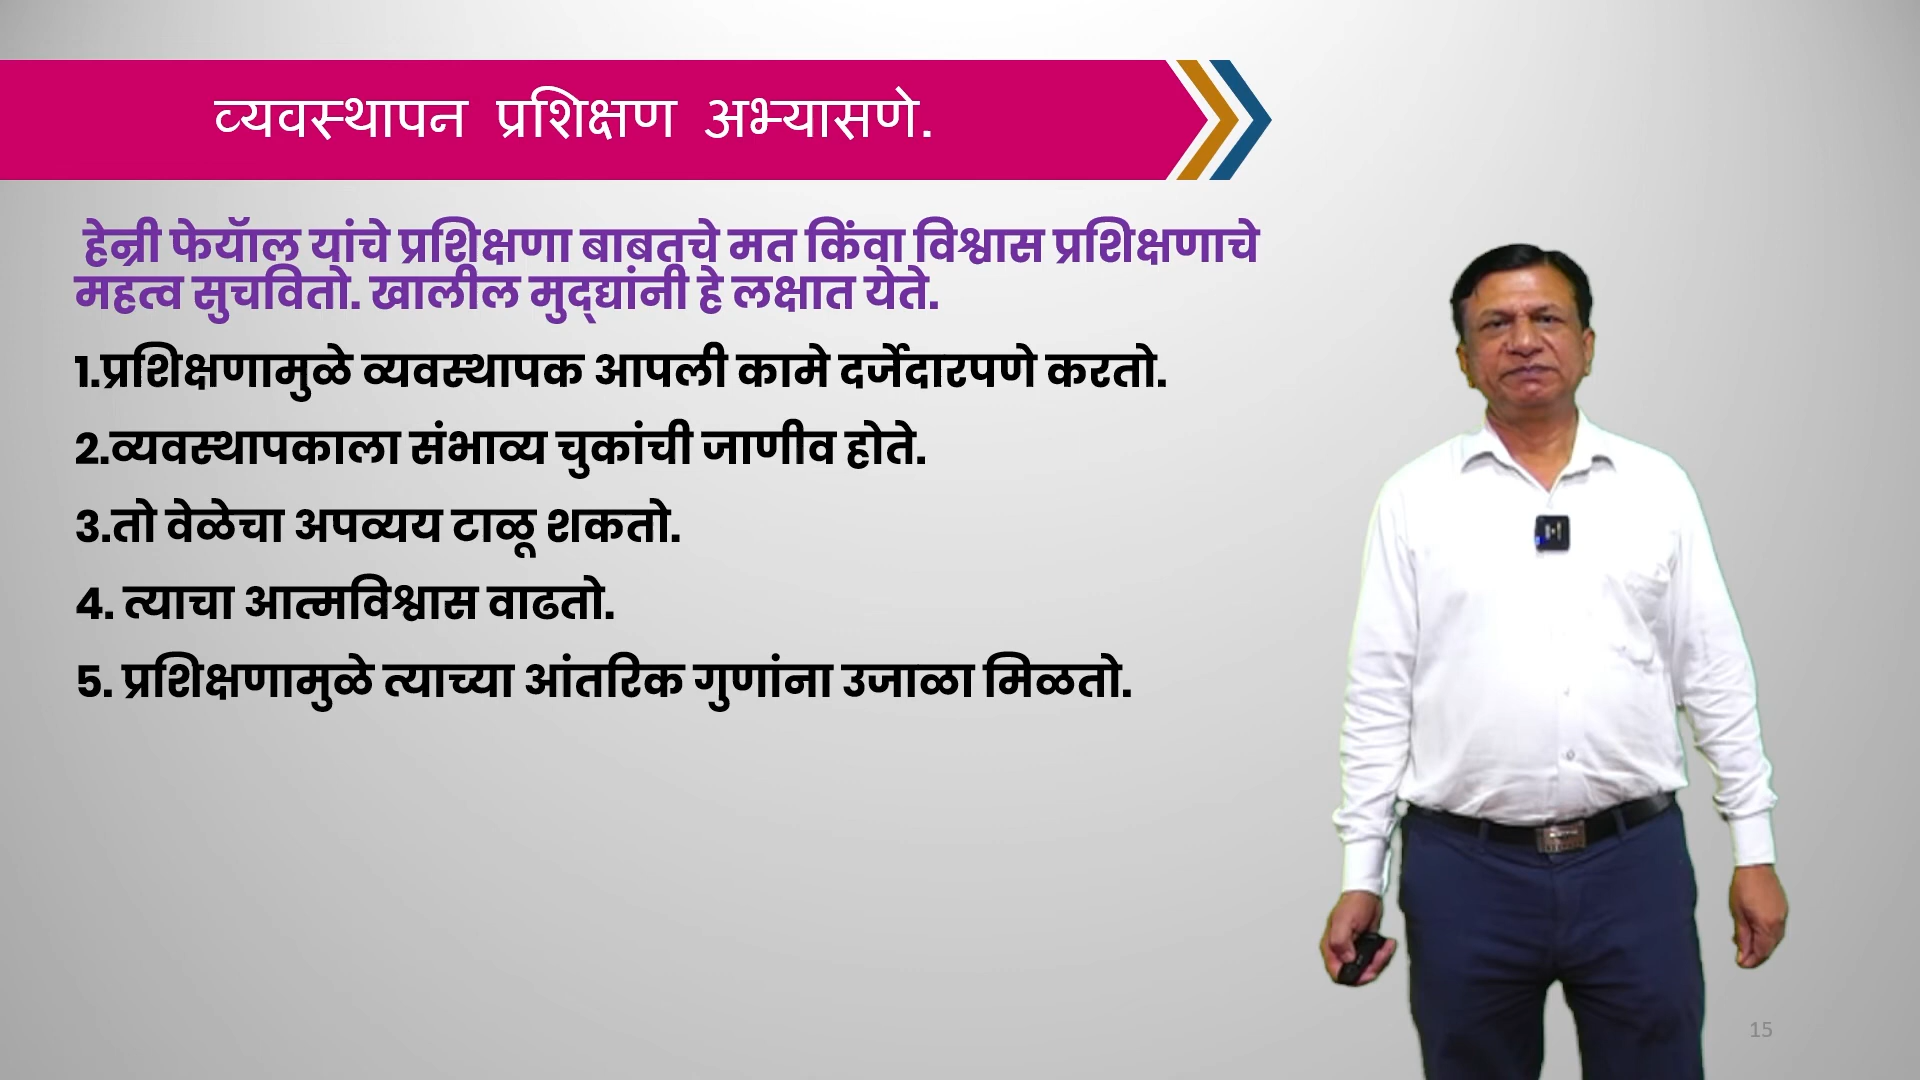 व्यवस्थापन प्रशिक्षण अभ्यासणे.
हेन्री फेयॅाल यांचे प्रशिक्षणा बाबतचे मत किंवा विश्वास प्रशिक्षणाचे
महत्व सुचवितो. खालील मुद्द्यांनी हे लक्षात येते.
1.प्रशिक्षणामुळे व्यवस्थापक आपली कामे दर्जेदारपणे करतो.
2.व्यवस्थापकाला संभाव्य चुकांची जाणीव होते.
3.तो वेळेचा अपव्यय टाळू शकतो.
4. त्याचा आत्मविश्वास वाढतो.
5. प्रशिक्षणामुळे त्याच्या आंतरिक गुणांना उजाळा मिळतो.
15